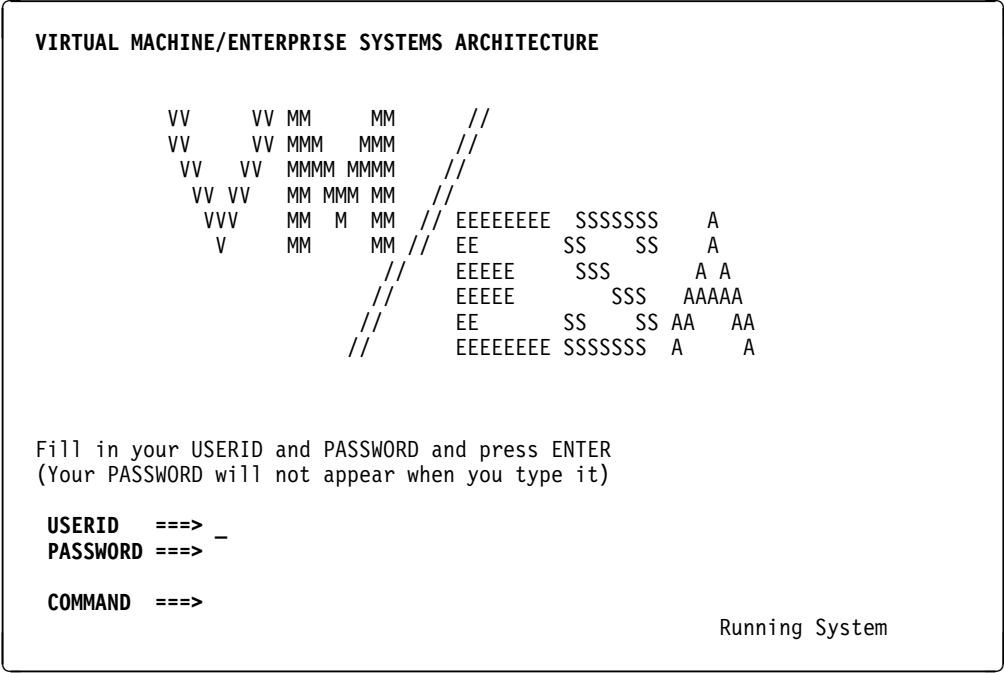 VIRTUAL MACHINE/ENTERPRISE SYSTEMS ARCHITECTURE
VV     VV MM     MM      //
VV     VV MMM   MMM     //
VV   VV  MMMM MMMM    //
VV VV   MM MMM MM   //
VVV    MM  M  MM  // EEEEEEEE  SSSSSSS    A
V     MM     MM //  EE       SS    SS    A
//    EEEEE     SSS       A A
//     EEEEE        SSS   AAAAA
//      EE       SS    SS AA   AA
//       EEEEEEEE SSSSSSS  A     A
Fill in your USERID and PASSWORD and press ENTER
(Your PASSWORD will not appear when you type it)
USERID   ===> _
PASSWORD ===>
COMMAND  ===>
Running System